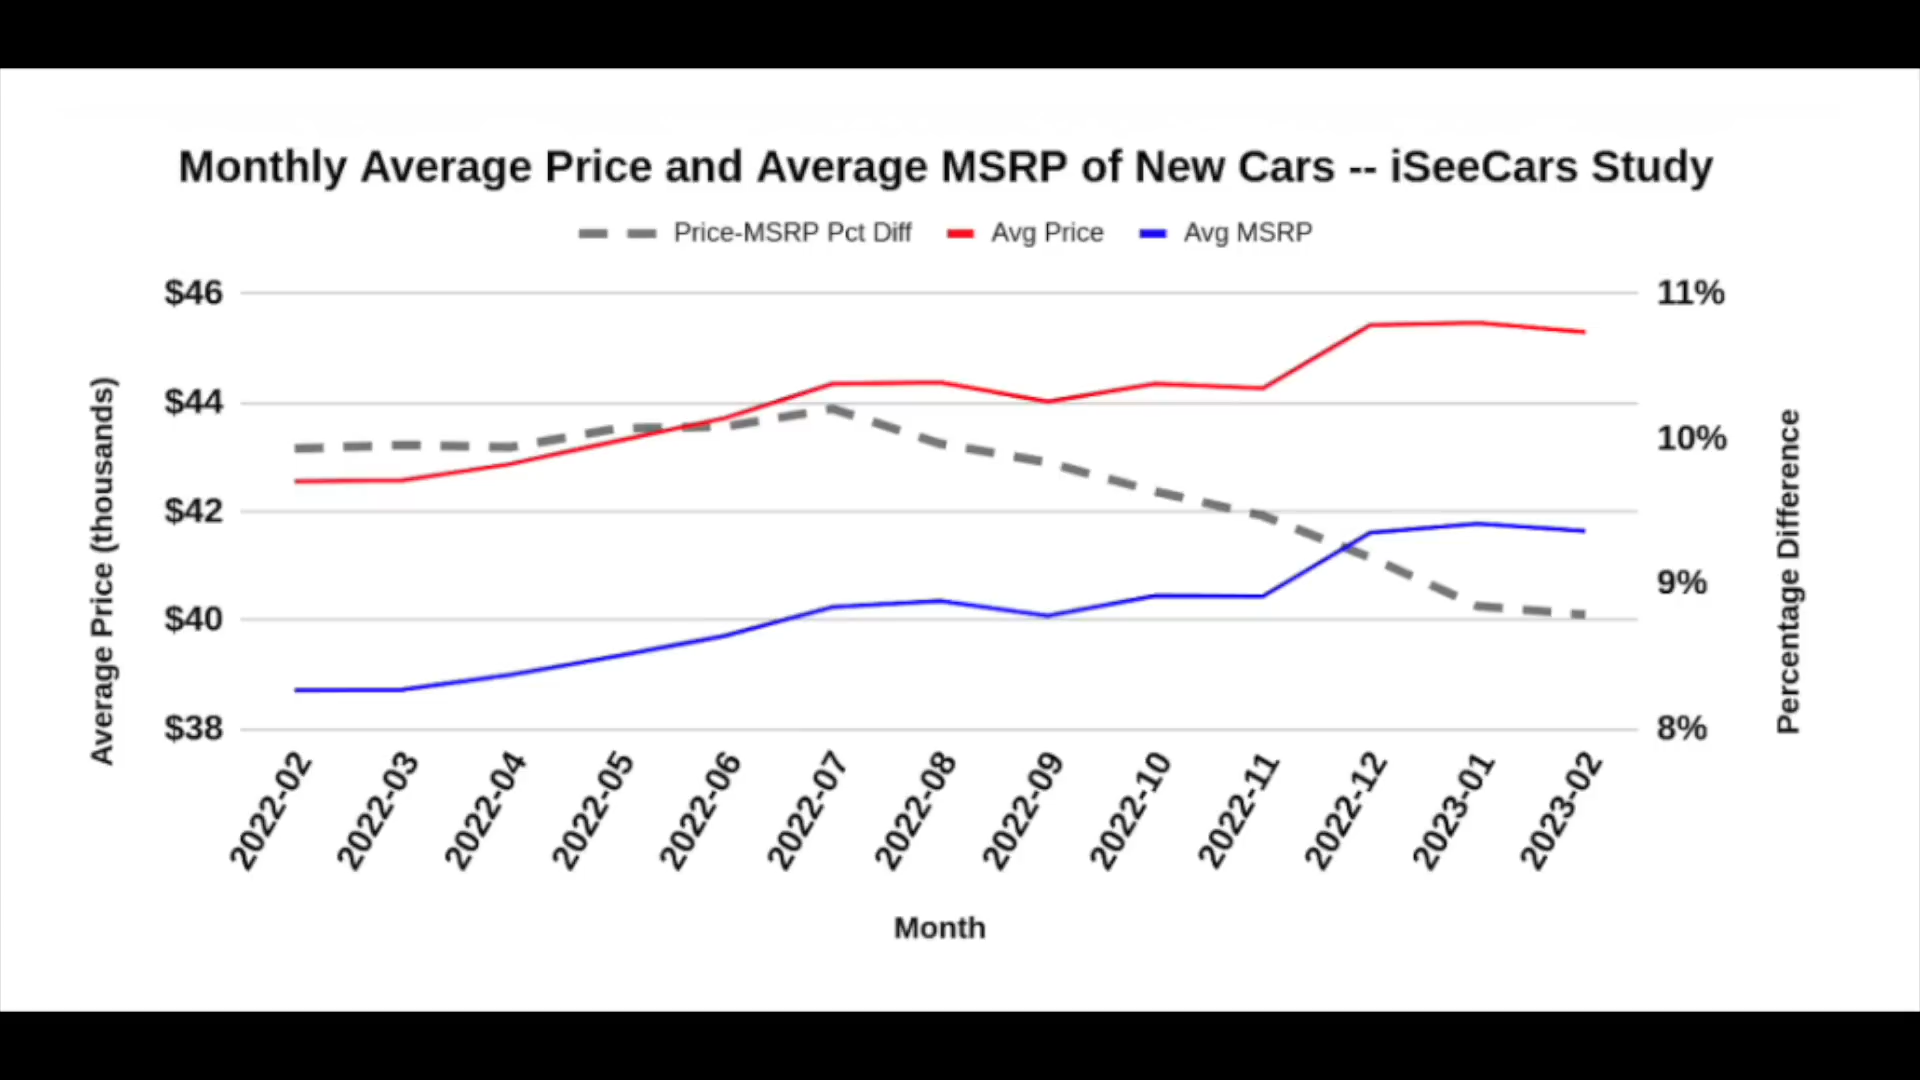 Monthly Average Price and Average MSRP of New Cars -- iSeeCars Study
Price-MSRP Pct Diff Avg Price Avg MSRP
$46
$44
$42
$40
$38
Average Price (thousands)
11%
10%
9%
8%
Percentage Difference
2022-02 2022-03 2022-04 2022-05 2022-06 2022-07 2022-08 2022-09 2022-10 2022-11 2022-12 2023-01 2023-02
Month